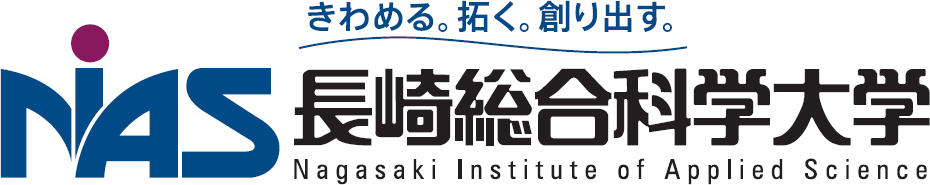 きわめる。拓く。創り出す。
NiAS 長崎総合科学大学
Nagasaki Institute of Applied Science